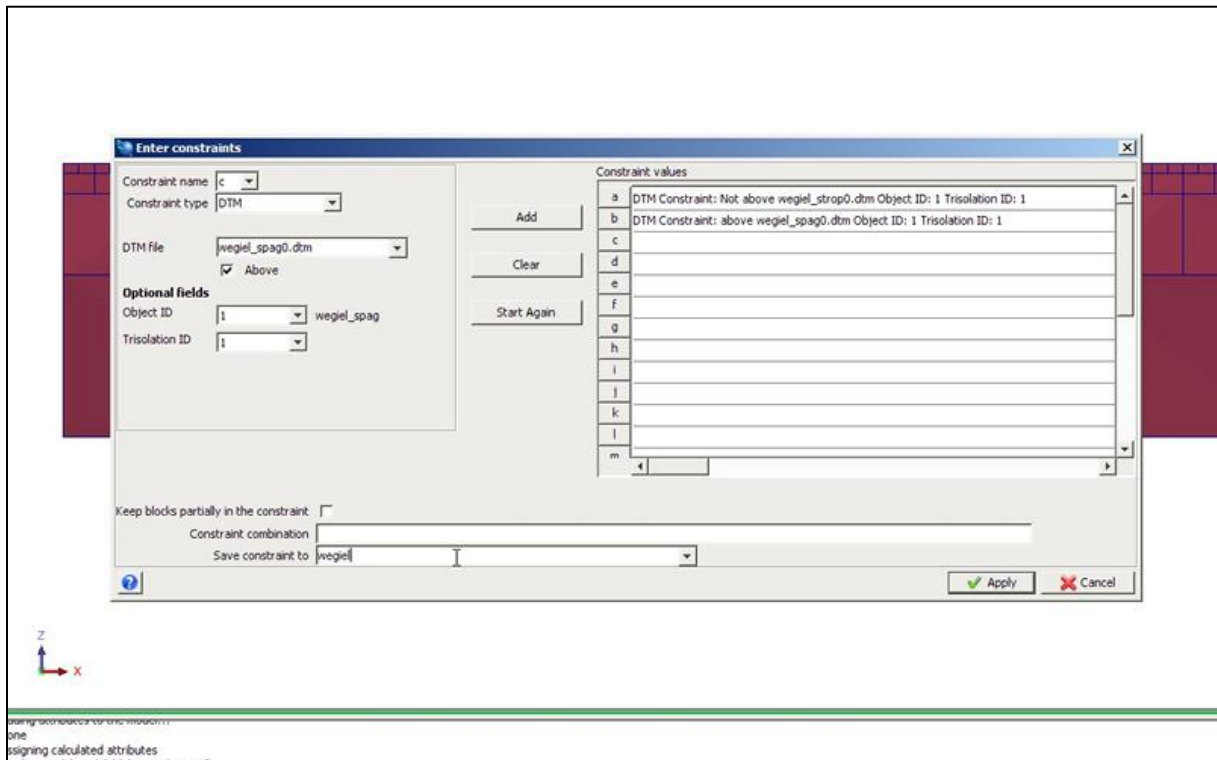 Enter constraints
Constraint name c
Constraint type DTM
DTM file wegiel_spag0.dtm
Above
Optional fields
Object ID 1 wegiel_spag
Trisolation ID 1
Add
Clear
Start Again
Constraint values
a DTM Constraint: Not above wegiel_strop0.dtm Object ID: 1 Trisolation ID: 1
b DTM Constraint: above wegiel_spag0.dtm Object ID: 1 Trisolation ID: 1
c
d
e
f
g
h
i
j
k
l
m
Keep blocks partially in the constraint
Constraint combination
Save constraint to wegiel
? Apply Cancel
Z
X
one
ssigning calculated attributes